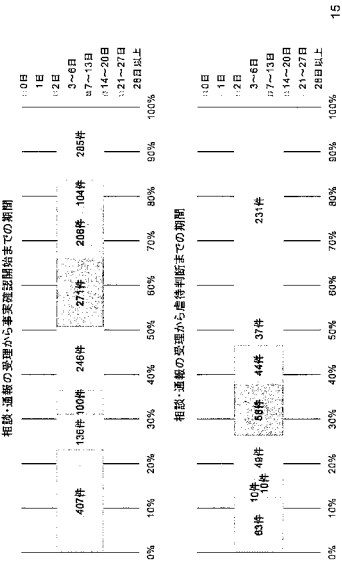 相談・通報の受理から事実確認開始までの期間
0日
1日
2日
3~6日
7~13日
14~20日
21~27日
28日以上
407件 136件 100件 246件 271件 208件 104件 285件
0% 10% 20% 30% 40% 50% 60% 70% 80% 90% 100%
相談・通報の受理から虐待判断までの期間
0日
1日
2日
3~6日
7~13日
14~20日
21~27日
28日以上
63件 10件 10件 49件 58件 44件 37件 231件
0% 10% 20% 30% 40% 50% 60% 70% 80% 90% 100%
15